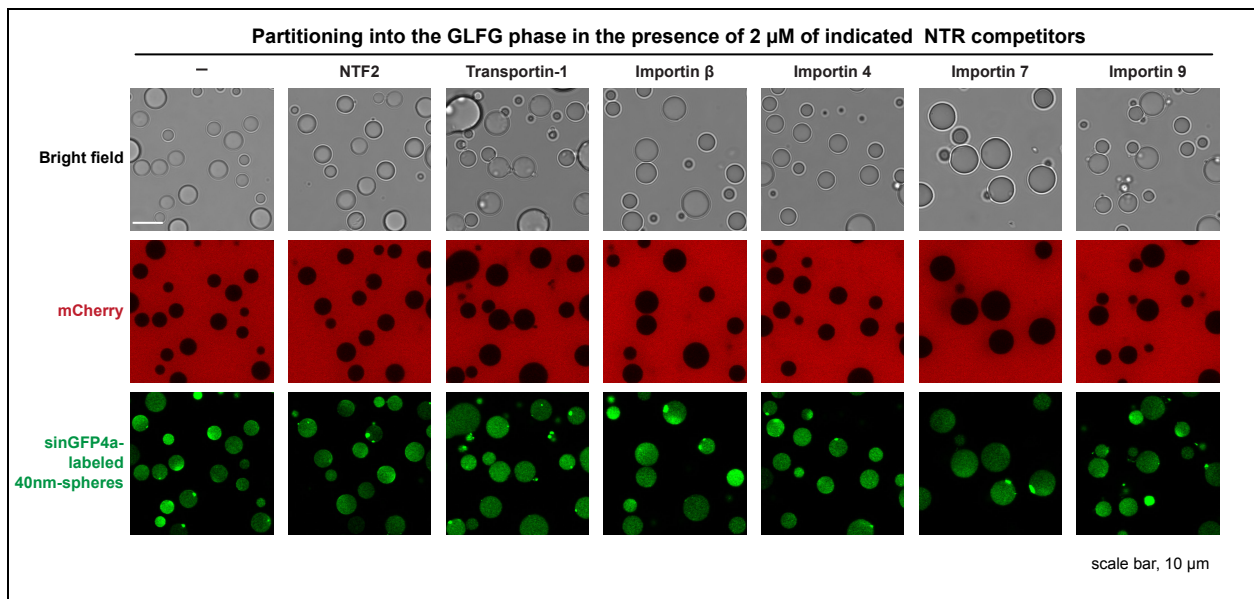 Partitioning into the GLFG phase in the presence of 2 µM of indicated NTR competitors
– NTF2 Transportin-1 Importin β Importin 4 Importin 7 Importin 9
Bright field
mCherry
sinGFP4a-
labeled
40nm-spheres
scale bar, 10 µm